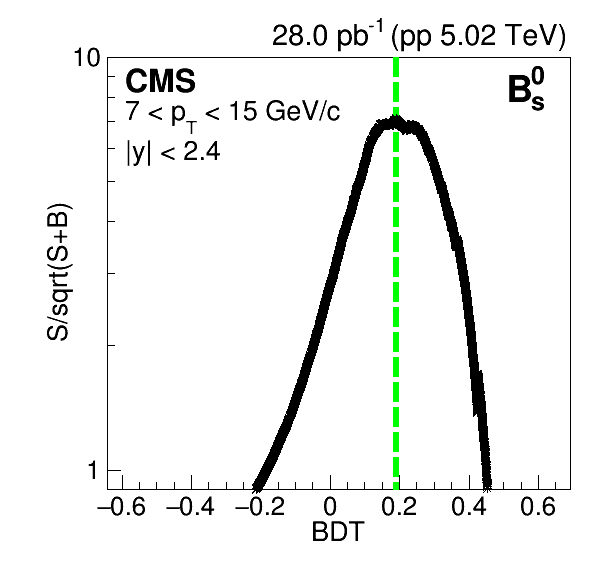 28.0 pb⁻¹ (pp 5.02 TeV)
10
CMS
B⁰ₛ
7 < p_T < 15 GeV/c
|y| < 2.4
S/sqrt(S+B)
1
−0.6 −0.4 −0.2 0 0.2 0.4 0.6
BDT